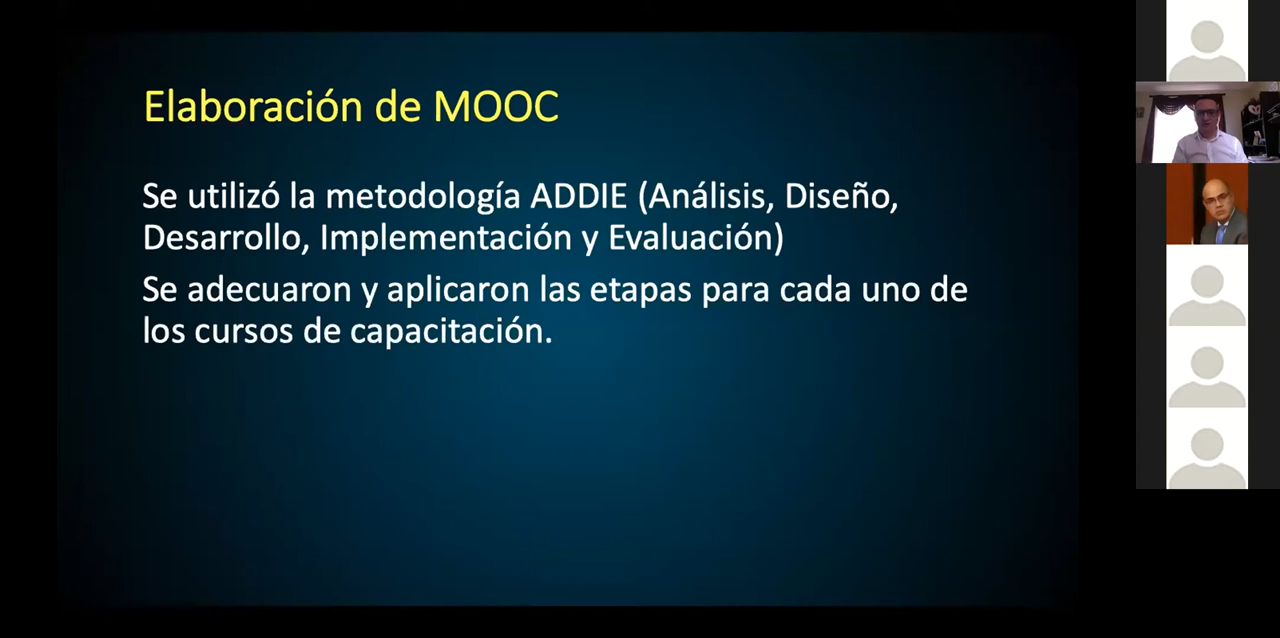 Elaboración de MOOC
Se utilizó la metodología ADDIE (Análisis, Diseño,
Desarrollo, Implementación y Evaluación)
Se adecuaron y aplicaron las etapas para cada uno de
los cursos de capacitación.